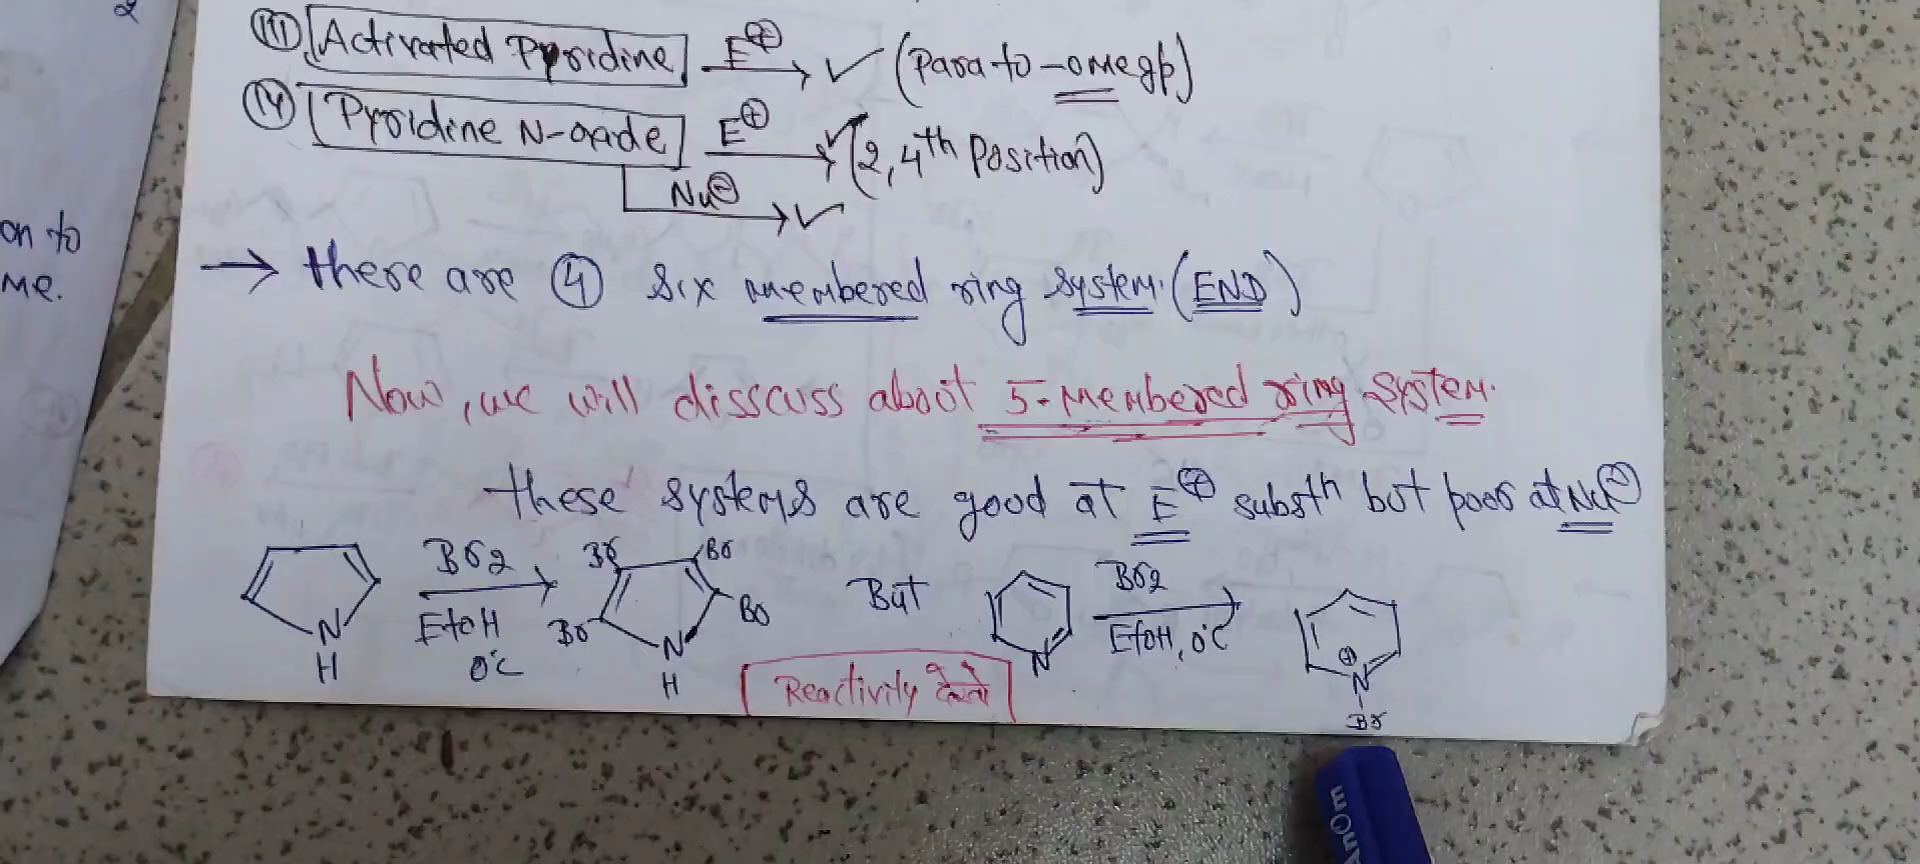 2
(III) Activated Pyridine E⊕ → ✓ (Para to -OMe gp)
(IV) Pyridine N-oxide E⊕ → ✓ (2, 4th Position)
Nu⊖ → ✓
on to
me.
→ there are ④ six membered ring system. (END)
Now, we will disscuss about 5-Membered ring system.
these systems are good at E⊕ substn but poor at Nu⊖
Br2 Br Br But Br2
EtOH Br Br EtOH, 0°C
N 0°C N N ⊕
H H N
Reactivity देखो Br